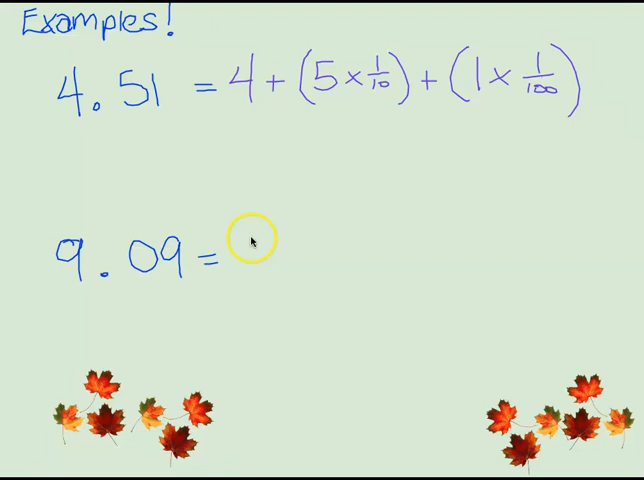 Examples!
4.51 = 4 + (5 × 1/10) + (1 × 1/100)
9.09 =